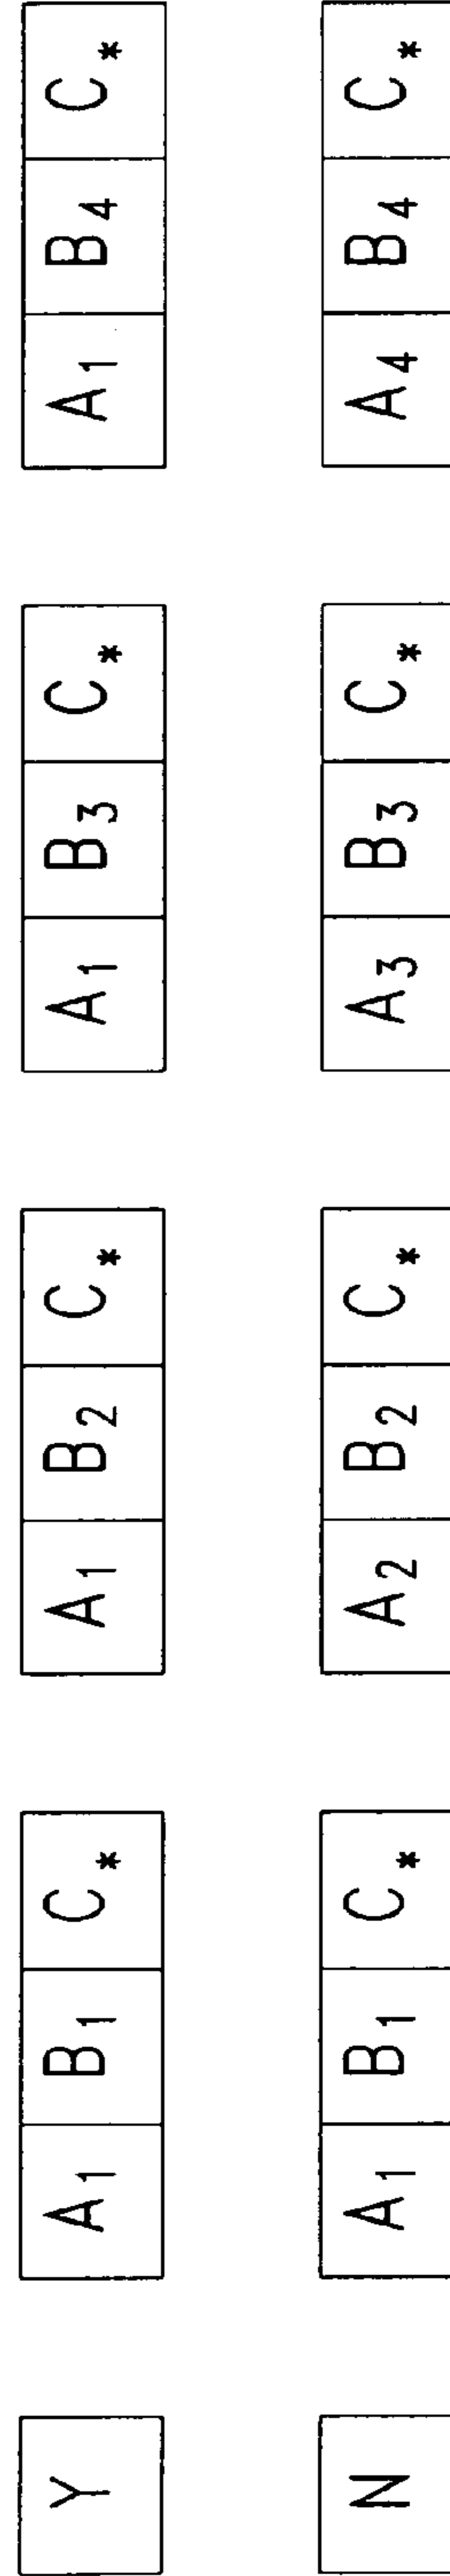 Y A₁ B₁ C* A₁ B₂ C* A₁ B₃ C* A₁ B₄ C*
N A₁ B₁ C* A₂ B₂ C* A₃ B₃ C* A₄ B₄ C*